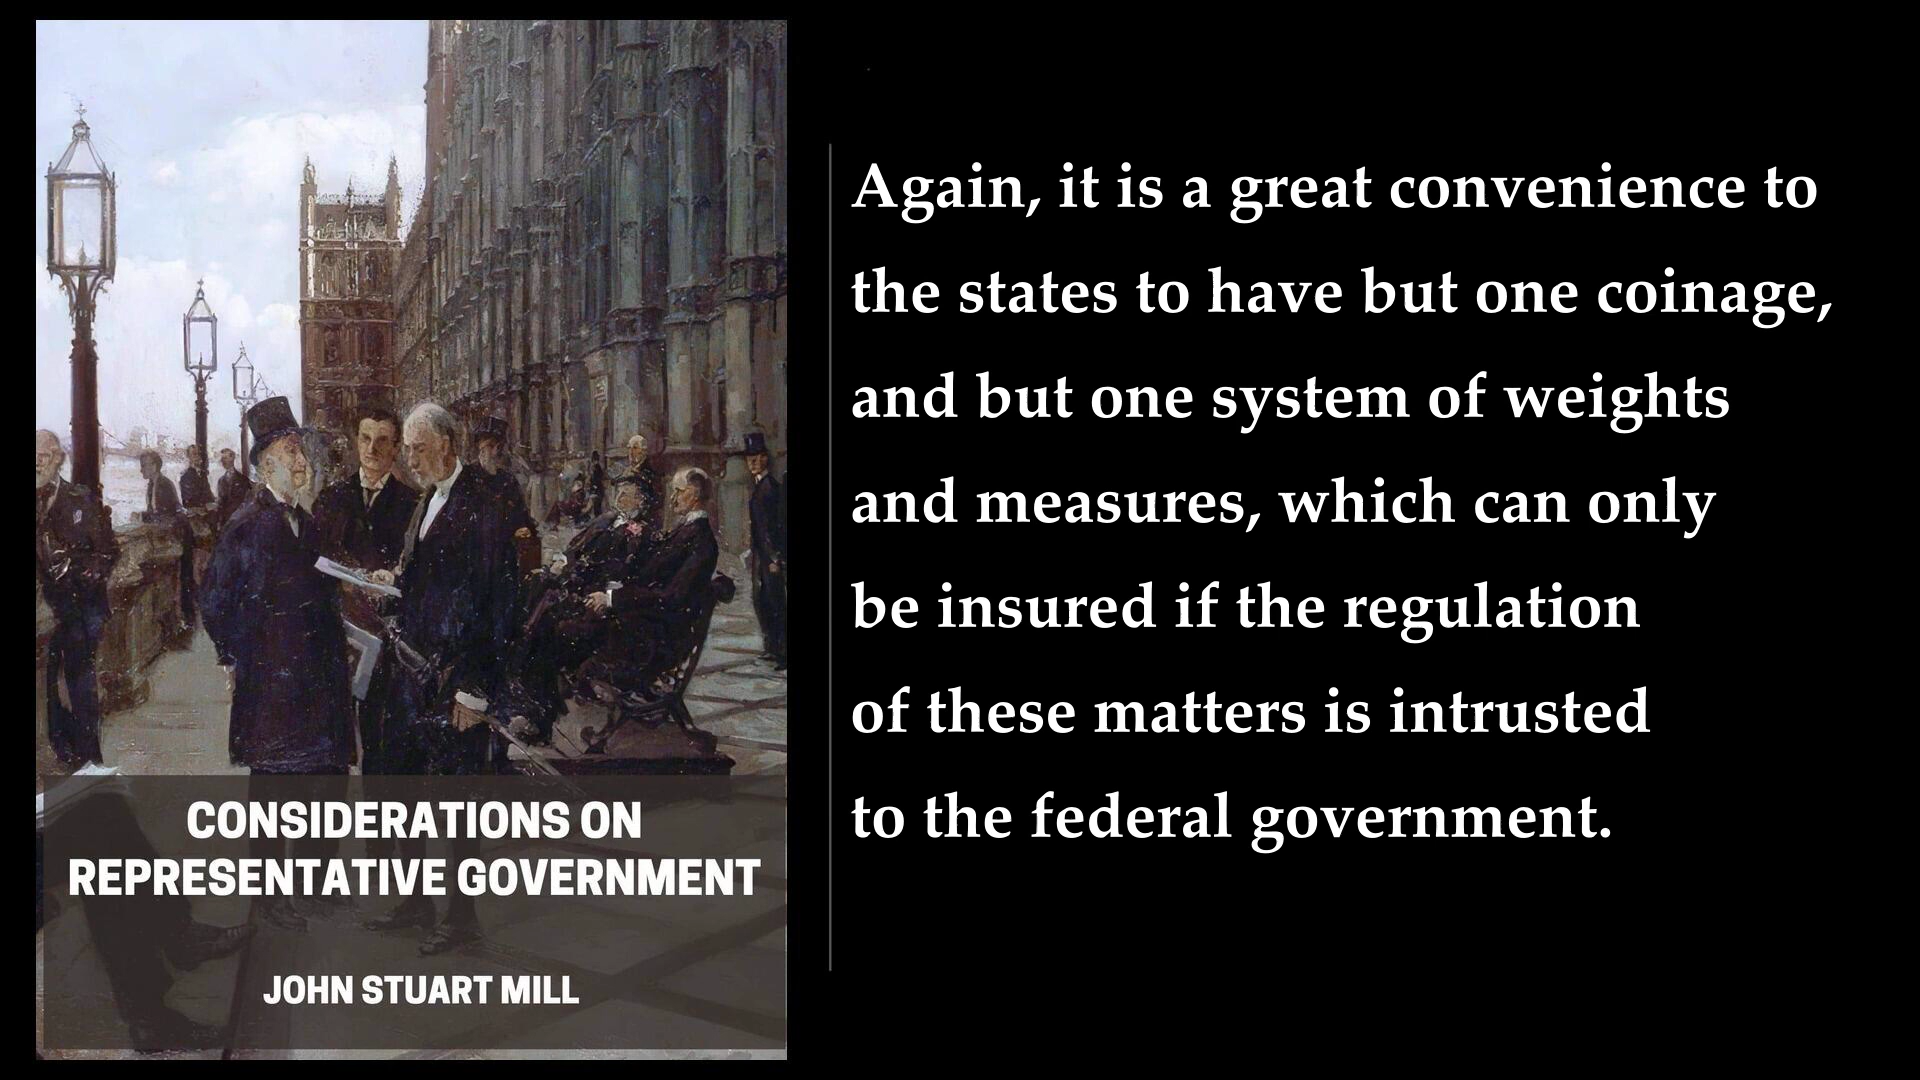 CONSIDERATIONS ON
REPRESENTATIVE GOVERNMENT
JOHN STUART MILL
Again, it is a great convenience to
the states to have but one coinage,
and but one system of weights
and measures, which can only
be insured if the regulation
of these matters is intrusted
to the federal government.